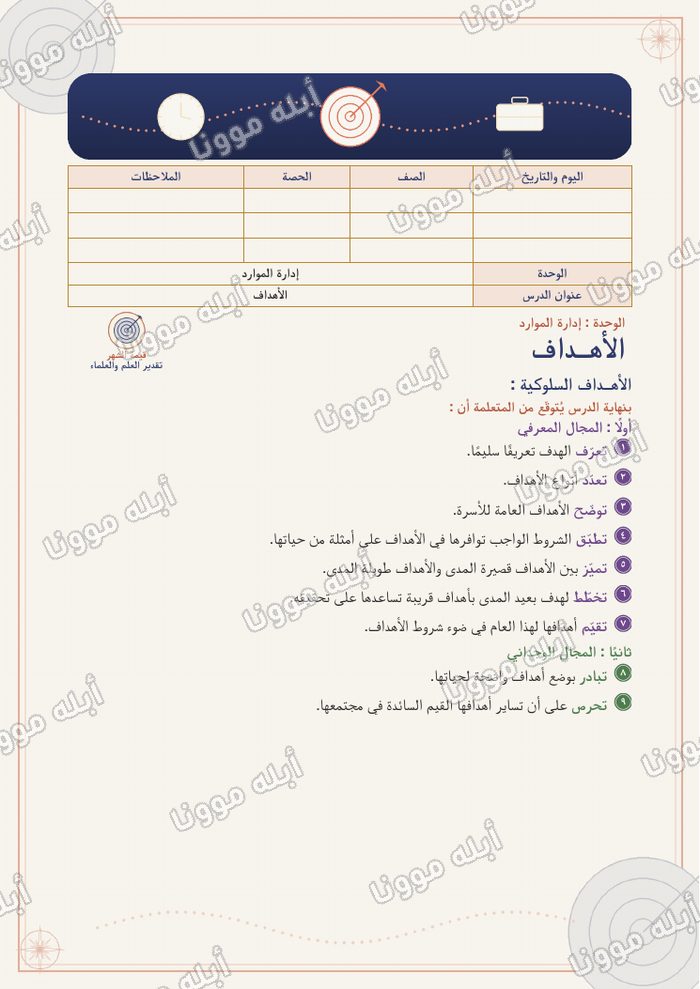 اليوم والتاريخ الصف الحصة الملاحظات
الوحدة إدارة الموارد
عنوان الدرس الأهداف
الوحدة : إدارة الموارد
الأهـداف
قيمة الشهر
تقدير العلم والعلماء
الأهداف السلوكية :
بنهاية الدرس يُتوقّع من المتعلمة أن :
أولًا : المجال المعرفي
١ تعرّف الهدف تعريفًا سليمًا.
٢ تعدّد أنواع الأهداف.
٣ توضّح الأهداف العامة للأسرة.
٤ تطبّق الشروط الواجب توافرها في الأهداف على أمثلة من حياتها.
٥ تميّز بين الأهداف قصيرة المدى والأهداف طويلة المدى.
٦ تخطّط لهدف بعيد المدى بأهداف قريبة تساعدها على تحقيقه.
٧ تقيّم أهدافها لهذا العام في ضوء شروط الأهداف.
ثانيًا : المجال الوجداني
٨ تبادر بوضع أهداف واضحة لحياتها.
٩ تحرص على أن تساير أهدافها القيم السائدة في مجتمعها.
أبله موونا